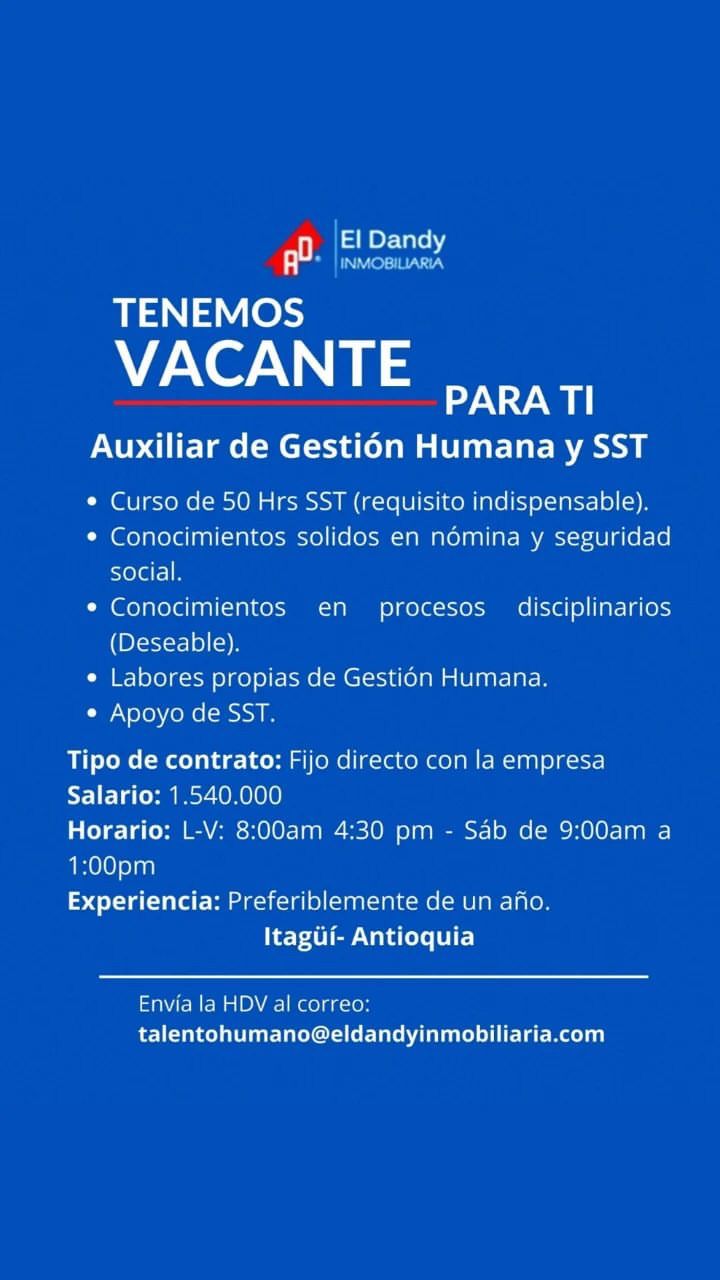 AD
El Dandy
INMOBILIARIA
TENEMOS
VACANTE
PARA TI
Auxiliar de Gestión Humana y SST
• Curso de 50 Hrs SST (requisito indispensable).
• Conocimientos solidos en nómina y seguridad
social.
• Conocimientos en procesos disciplinarios
(Deseable).
• Labores propias de Gestión Humana.
• Apoyo de SST.
Tipo de contrato: Fijo directo con la empresa
Salario: 1.540.000
Horario: L-V: 8:00am 4:30 pm - Sáb de 9:00am a
1:00pm
Experiencia: Preferiblemente de un año.
Itagüí- Antioquia
Envía la HDV al correo:
talentohumano@eldandyinmobiliaria.com